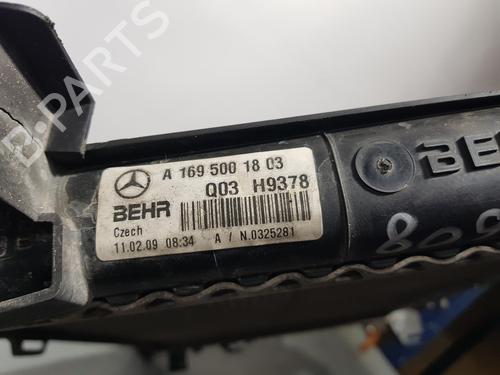 B-PARTS
A 169 500 18 03
Q03 H9378
BEHR
Czech
11.02.09 08:34 A / N.0325281
BEHR